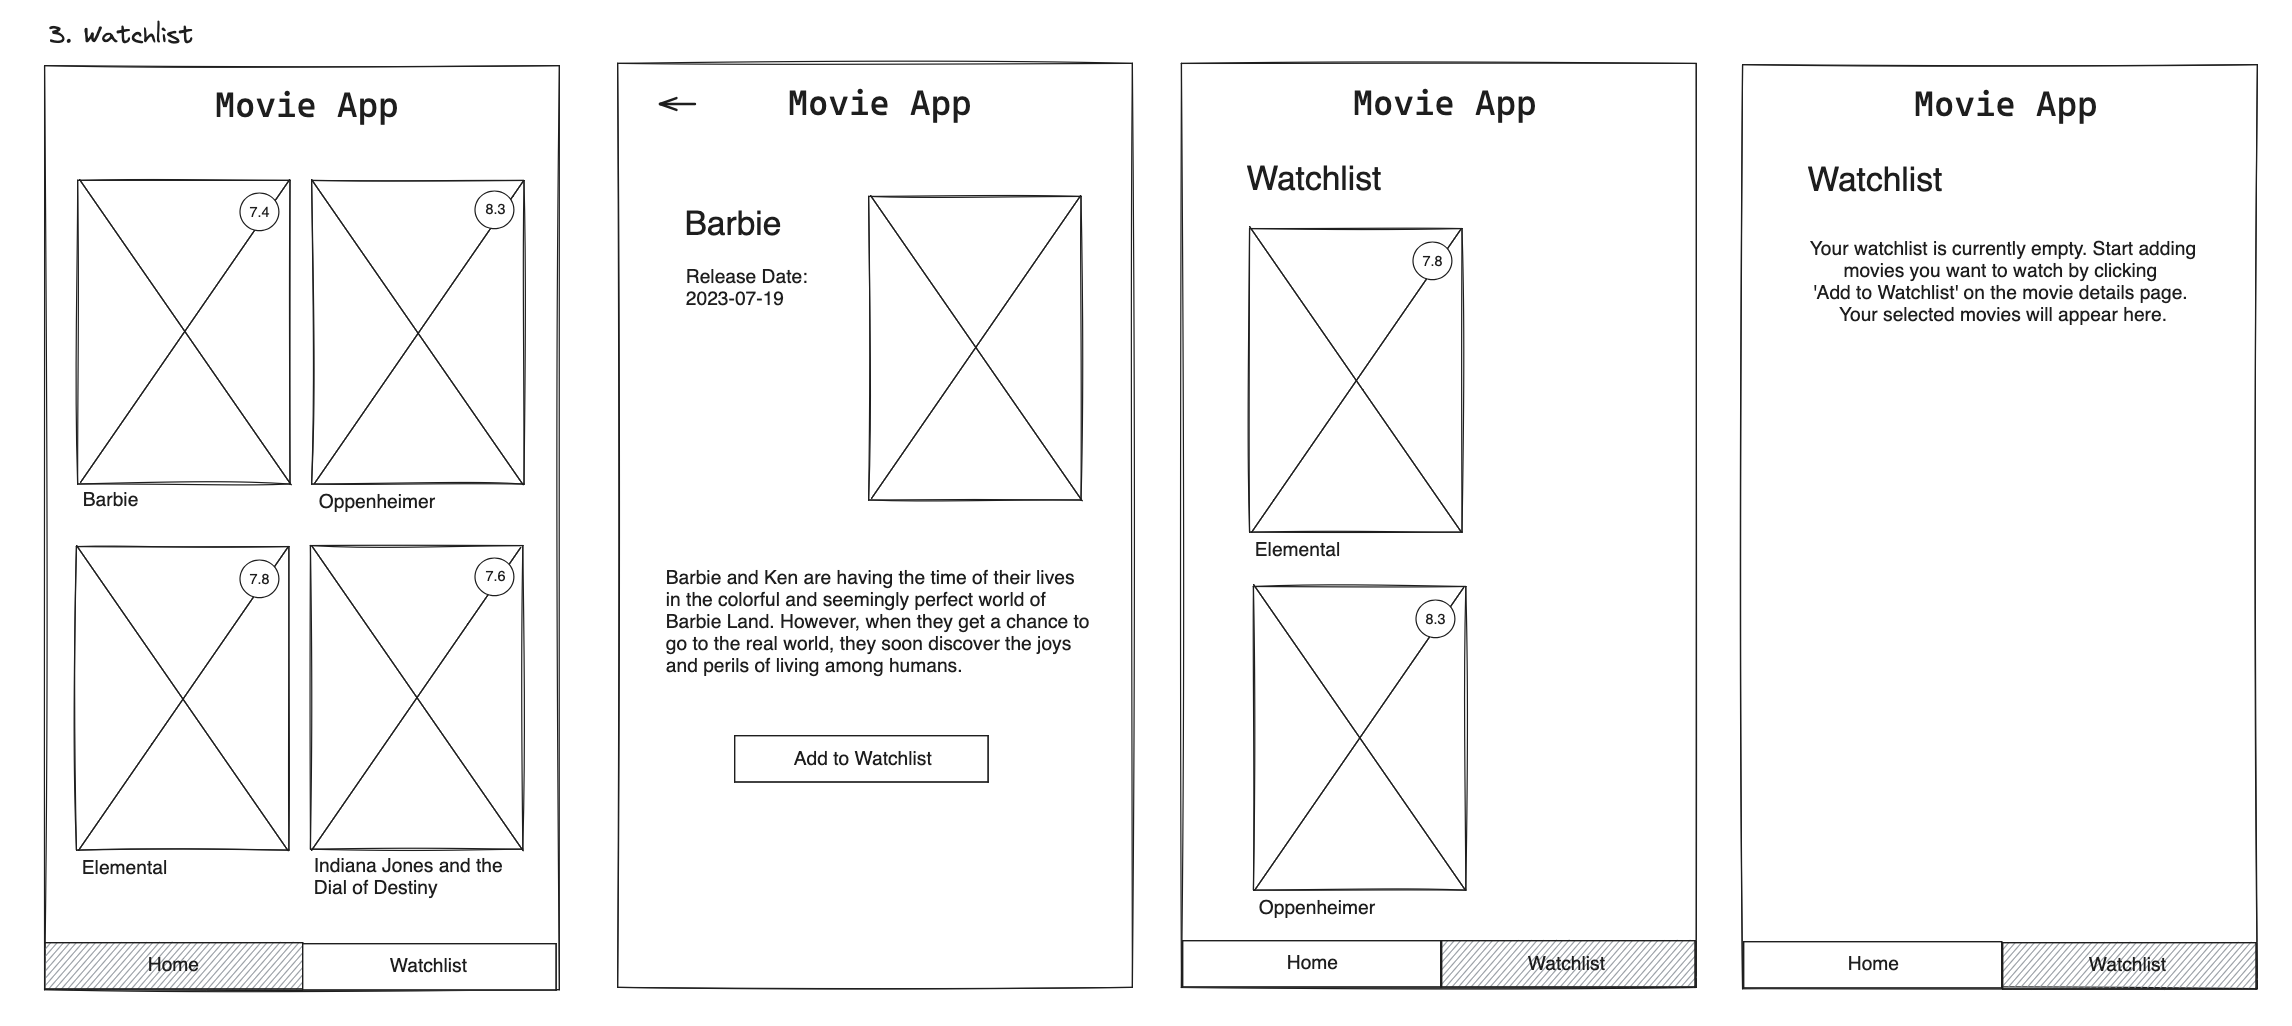 3. Watchlist
Movie App
7.4
8.3
Barbie
Oppenheimer
7.8
7.6
Elemental
Indiana Jones and the
Dial of Destiny
Home
Watchlist
Movie App
Barbie
Release Date:
2023-07-19
Barbie and Ken are having the time of their lives
in the colorful and seemingly perfect world of
Barbie Land. However, when they get a chance to
go to the real world, they soon discover the joys
and perils of living among humans.
Add to Watchlist
Movie App
Watchlist
7.8
Elemental
8.3
Oppenheimer
Home
Watchlist
Movie App
Watchlist
Your watchlist is currently empty. Start adding
movies you want to watch by clicking
'Add to Watchlist' on the movie details page.
Your selected movies will appear here.
Home
Watchlist